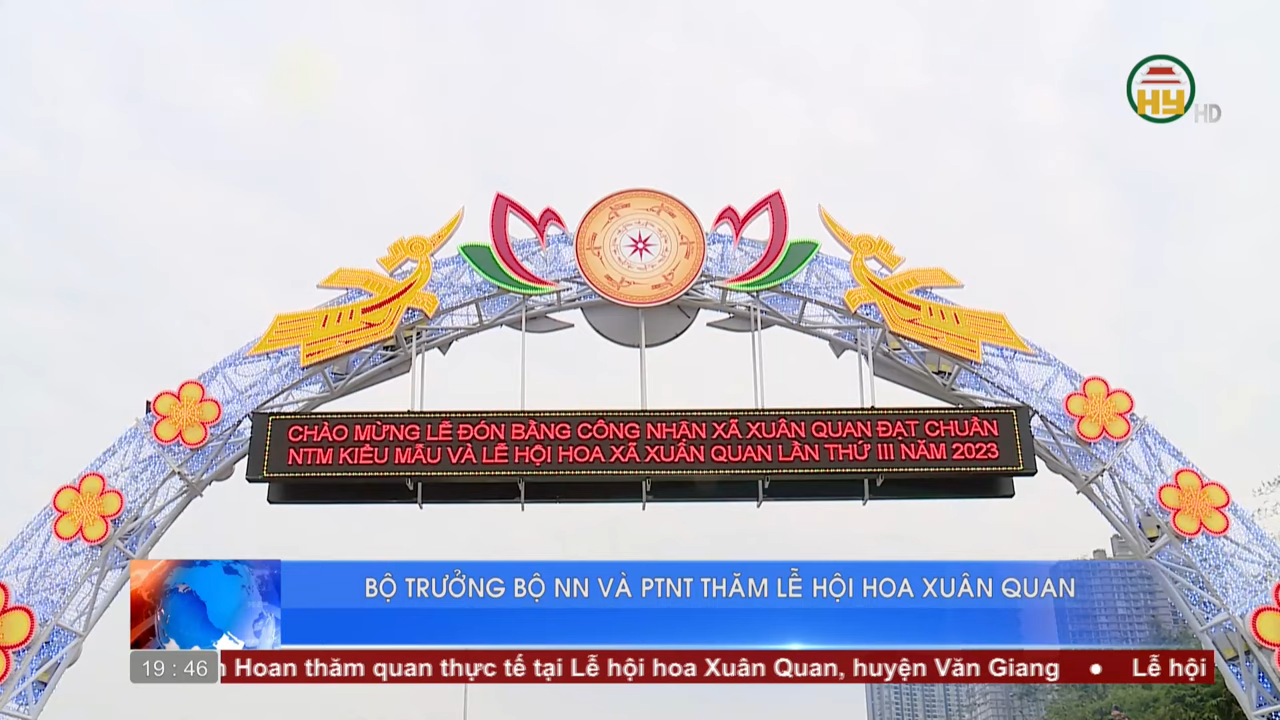 HY HD
CHÀO MỪNG LỄ ĐÓN BẰNG CÔNG NHẬN XÃ XUÂN QUAN ĐẠT CHUẨN
NTM KIỂU MẪU VÀ LỄ HỘI HOA XÃ XUÂN QUAN LẦN THỨ III NĂM 2023
BỘ TRƯỞNG BỘ NN VÀ PTNT THĂM LỄ HỘI HOA XUÂN QUAN
19 : 46 Hoan thăm quan thực tế tại Lễ hội hoa Xuân Quan, huyện Văn Giang • Lễ hội